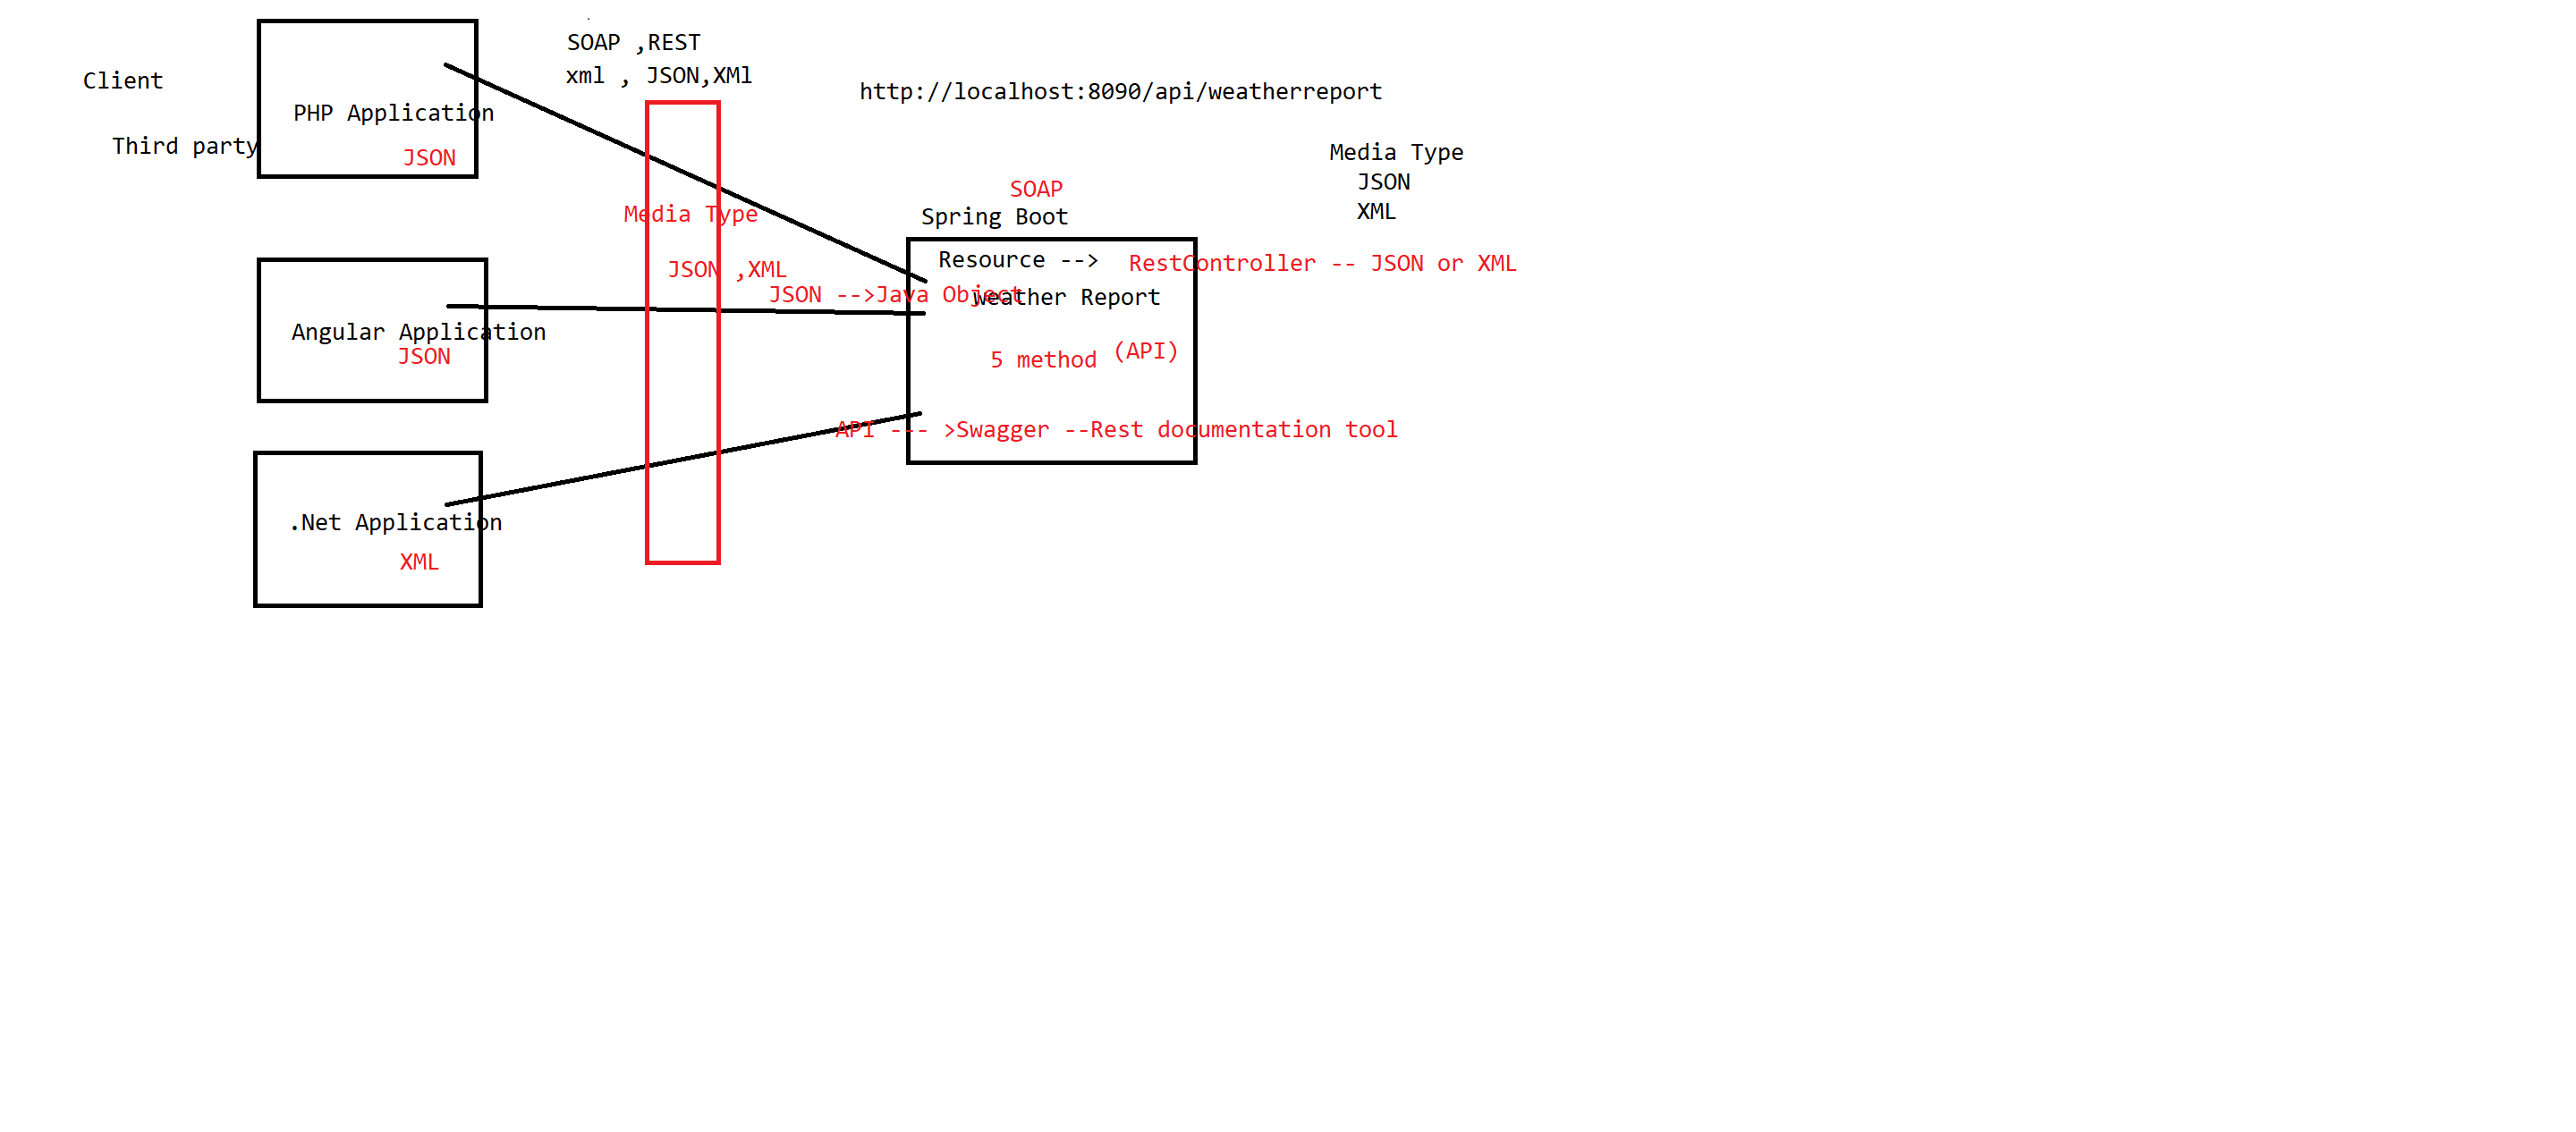 SOAP ,REST
xml , JSON,XMl
Client
http://localhost:8090/api/weatherreport
PHP Application
Third party
JSON
Media Type
JSON
XML
SOAP
Media Type
Spring Boot
Resource -->
RestController -- JSON or XML
JSON ,XML
JSON -->Java Object
weather Report
Angular Application
JSON
5 method (API)
API --- >Swagger --Rest documentation tool
.Net Application
XML